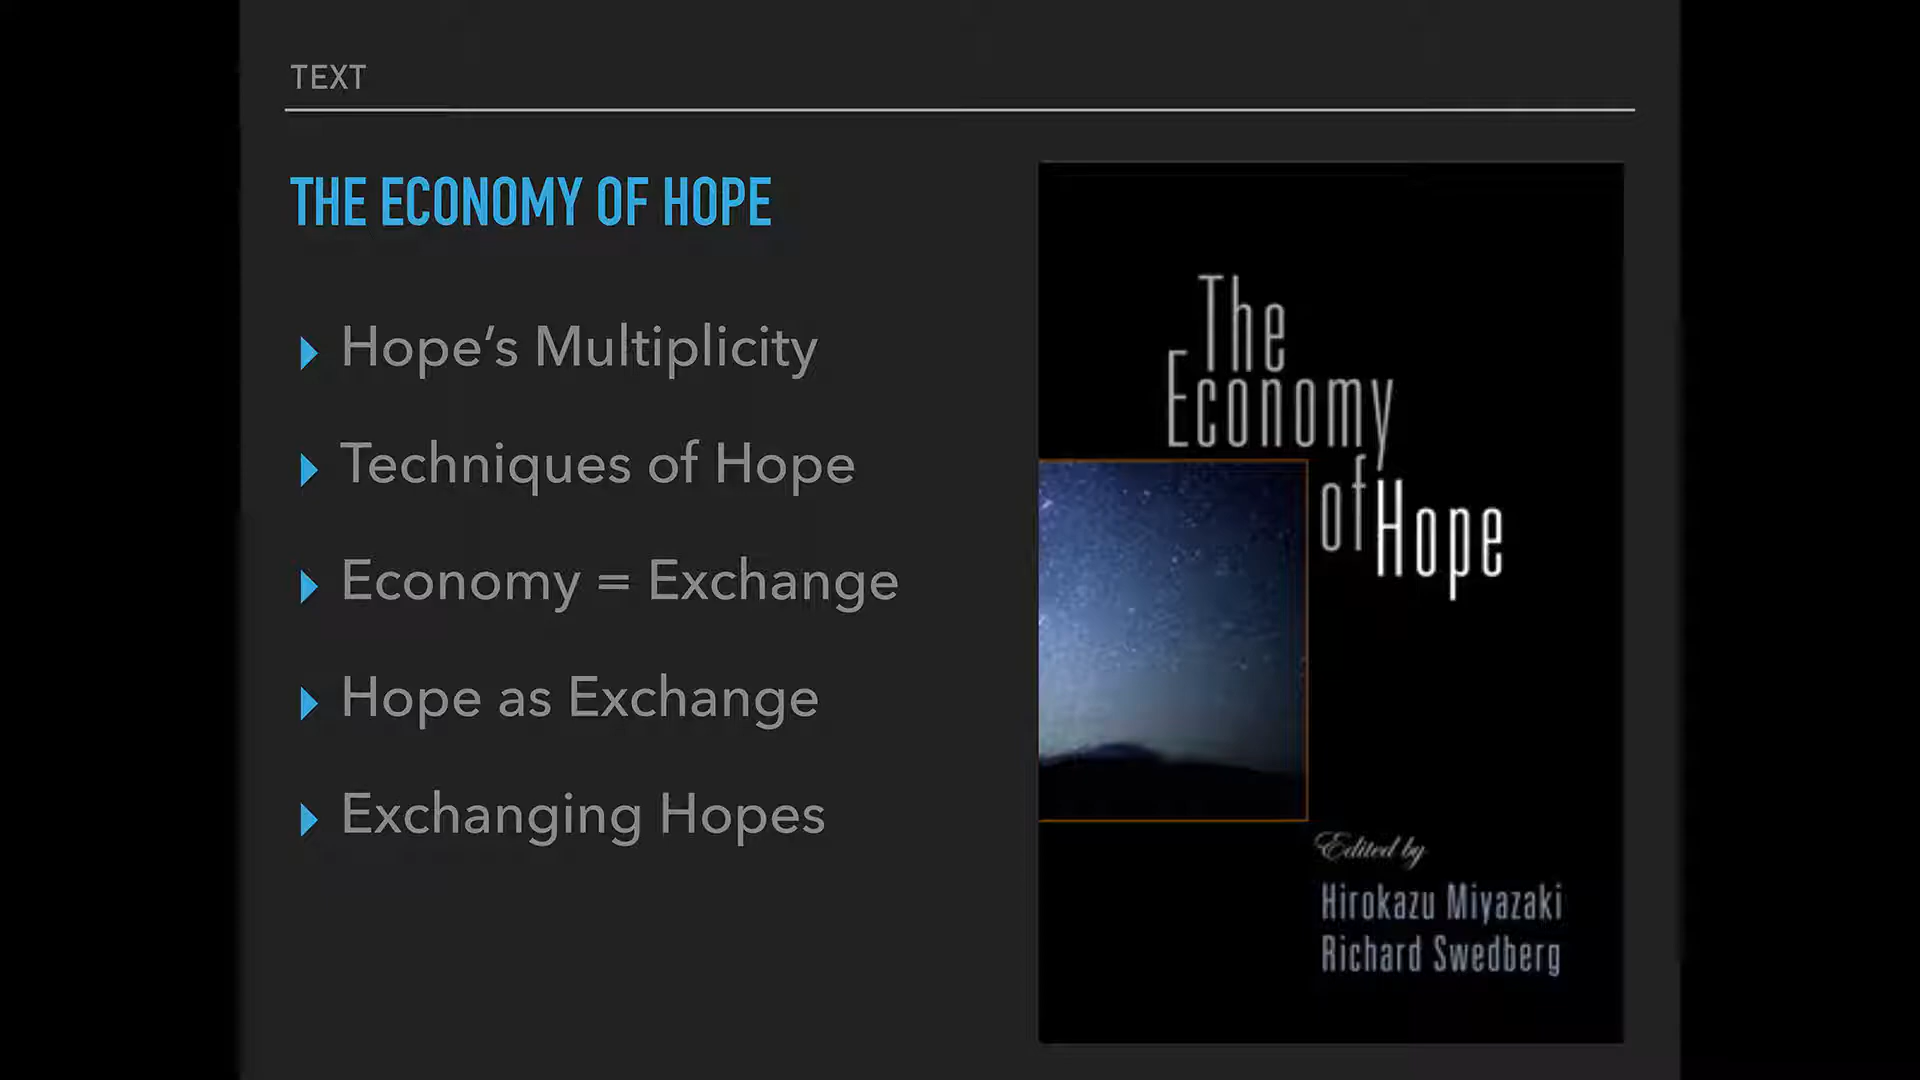 TEXT
THE ECONOMY OF HOPE
Hope's Multiplicity
Techniques of Hope
Economy = Exchange
Hope as Exchange
Exchanging Hopes
The
Economy
of Hope
Edited by
Hirokazu Miyazaki
Richard Swedberg